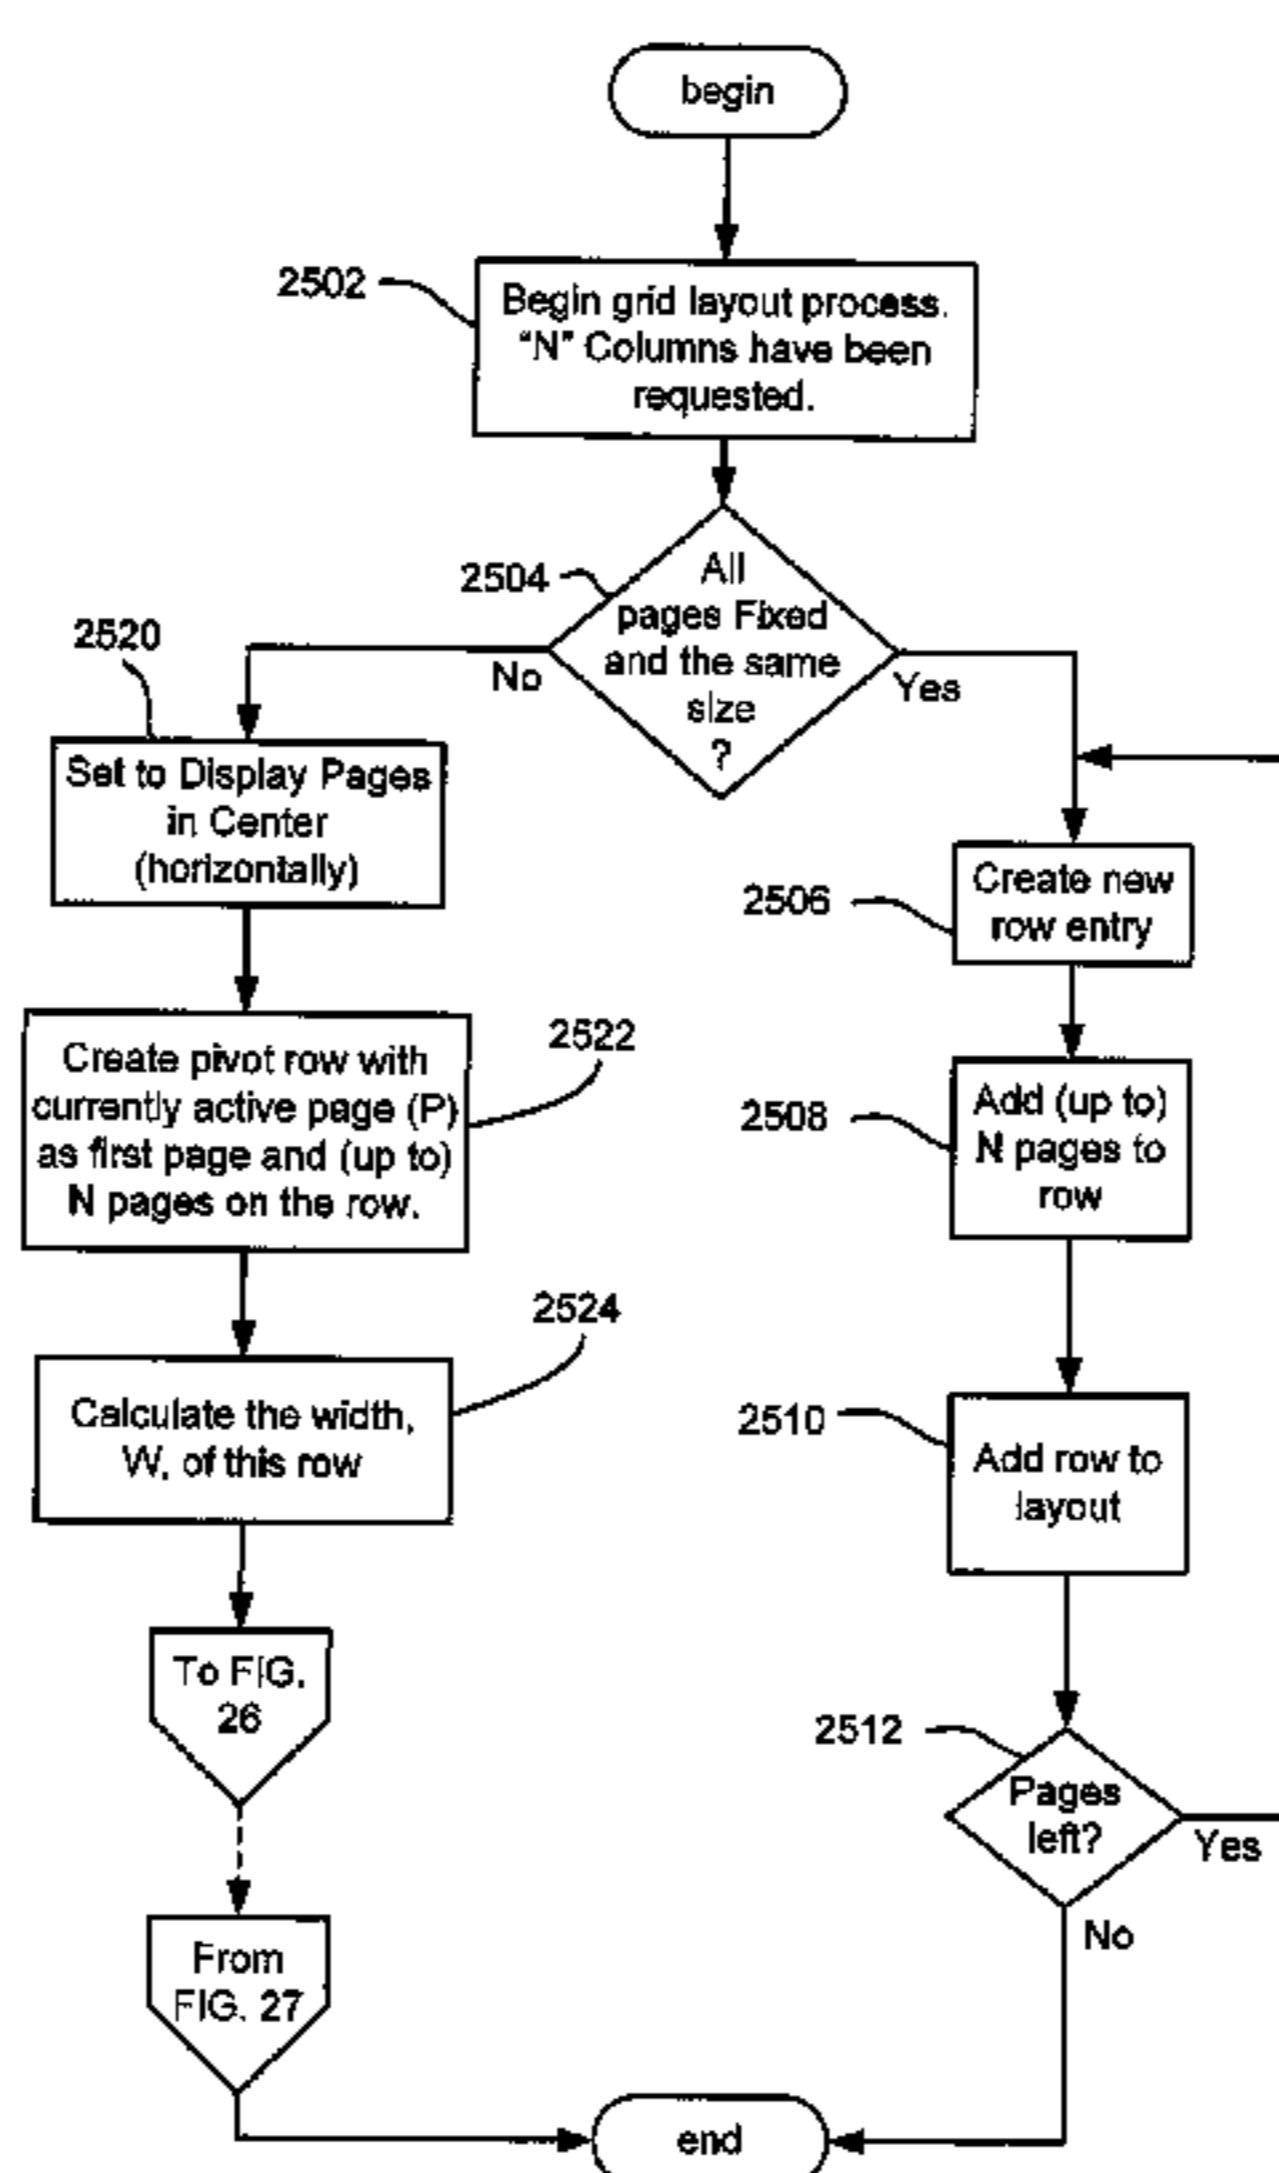 begin
2502
Begin grid layout process.
“N” Columns have been
requested.
2504
All
pages Fixed
and the same
size
?
No
Yes
2520
Set to Display Pages
in Center
(horizontally)
2506
Create new
row entry
2522
Create pivot row with
currently active page (P)
as first page and (up to)
N pages on the row.
2508
Add (up to)
N pages to
row
2524
Calculate the width,
W, of this row
2510
Add row to
layout
To FIG.
26
2512
Pages
left?
Yes
No
From
FIG. 27
end